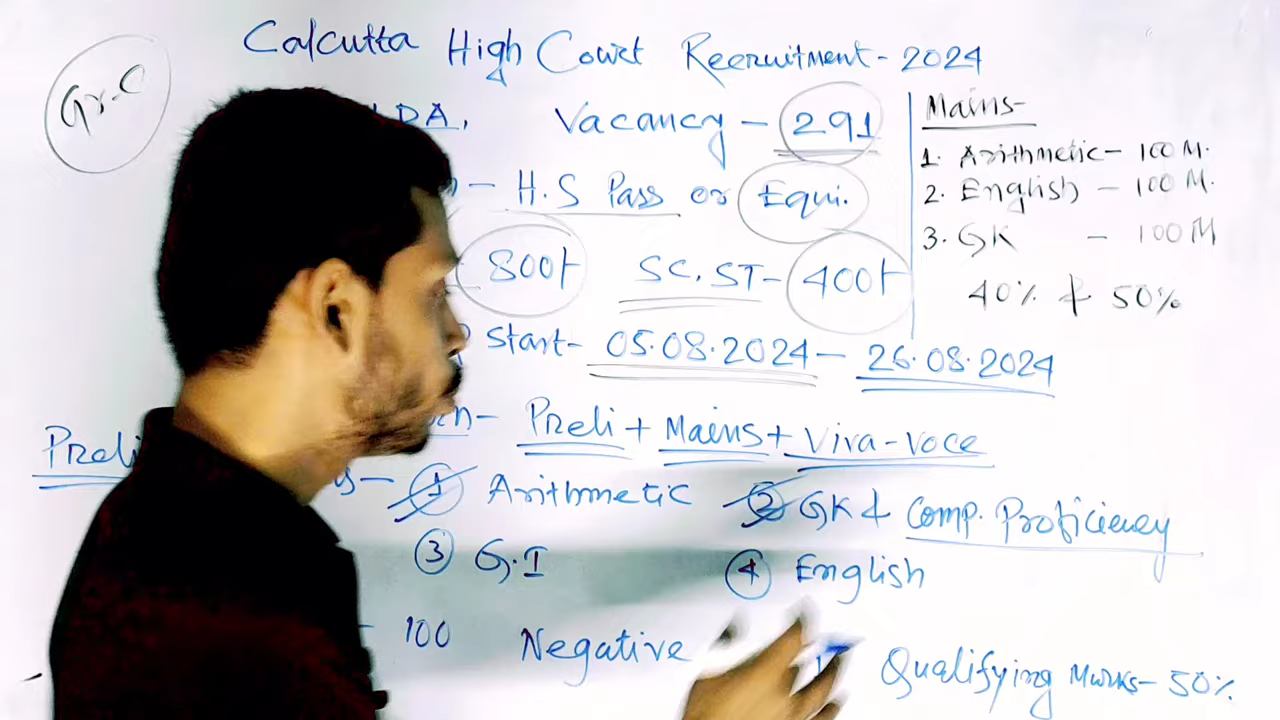 Calcutta High Court Recruitment - 2024
Gr-C
LDA, Vacancy - 291
H.S Pass or Equi.
800/- SC, ST - 400/-
Start - 05.08.2024 - 26.08.2024
Preli + Mains + Viva-voce
Preli
① Arithmetic ② GK & Comp. Proficiency
③ G.I ④ English
100 Negative Qualifying Marks - 50%
Mains -
1. Arithmetic - 100 M.
2. English - 100 M.
3. GK - 100 M
40% & 50%